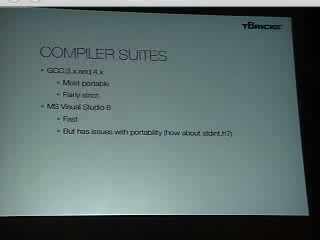 TBRICKS
COMPILER SUITES
• GCC 3.x and 4.x
• Most portable
• Fairly strict
• MS Visual Studio 8
• Fast
• But has issues with portability (how about stdint.h?)